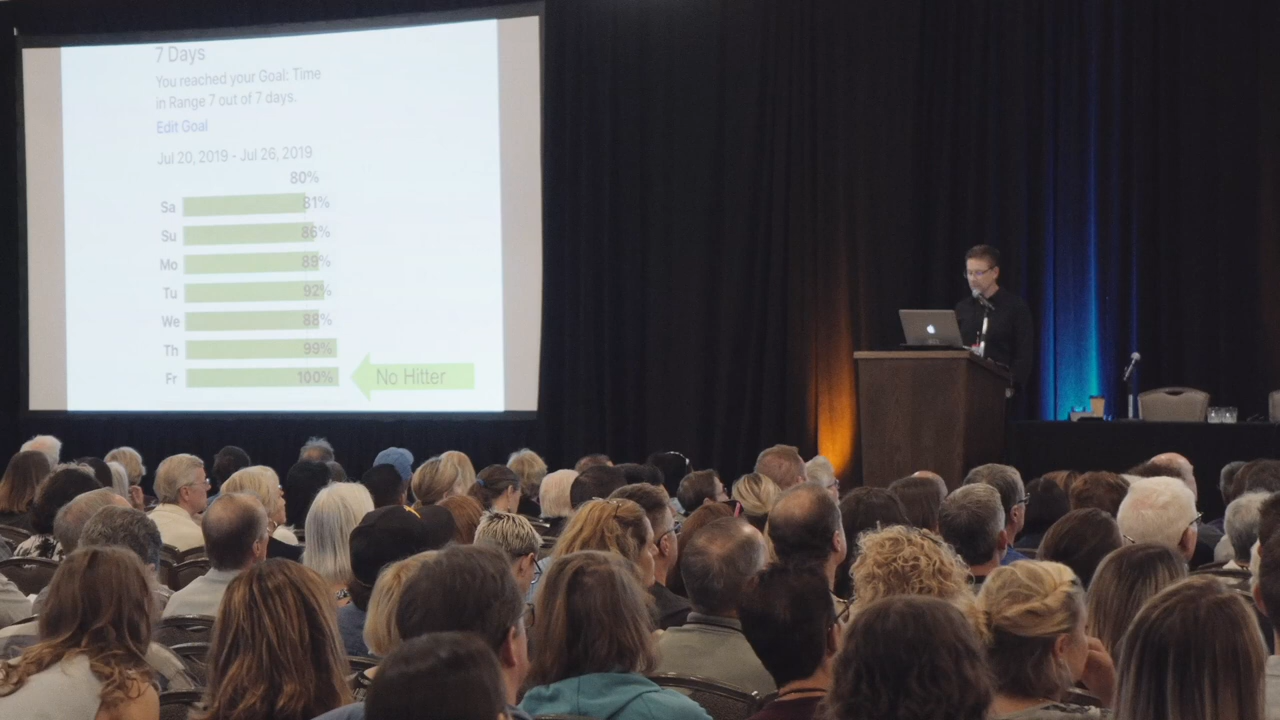 7 Days
You reached your Goal: Time
in Range 7 out of 7 days.
Edit Goal
Jul 20, 2019 - Jul 26, 2019
80%
Sa 81%
Su 86%
Mo 89%
Tu 92%
We 88%
Th 99%
Fr 100% No Hitter